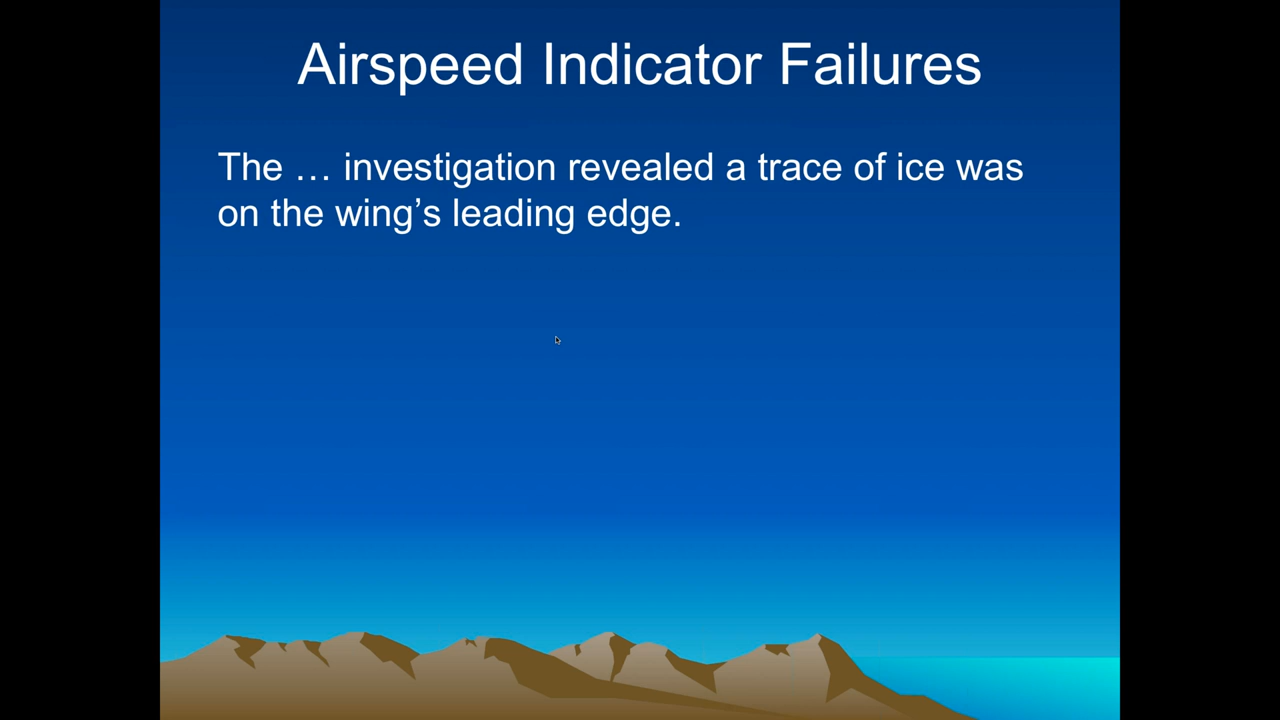 Airspeed Indicator Failures
The … investigation revealed a trace of ice was
on the wing’s leading edge.